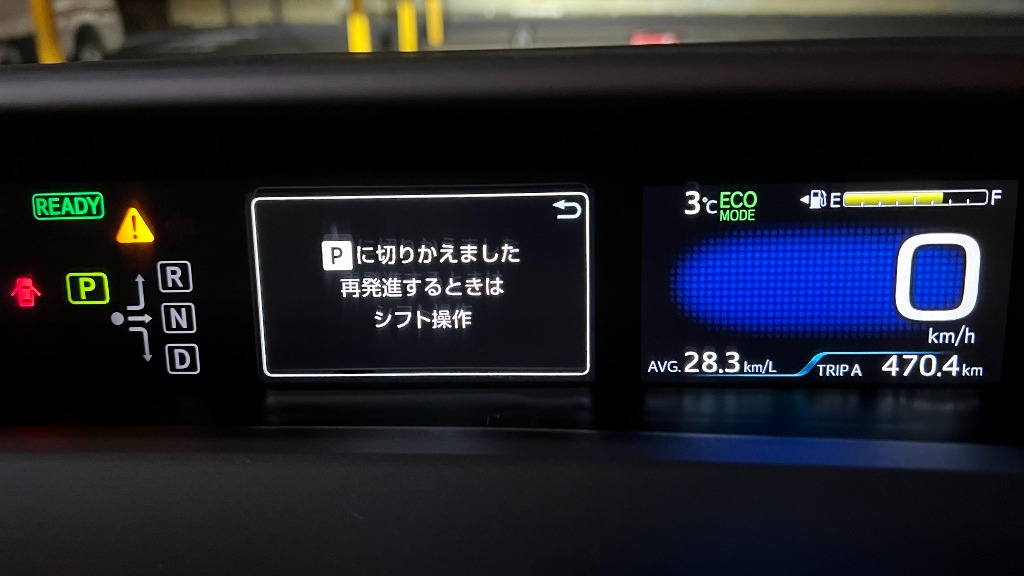 READY
P
R
N
D
Pに切りかえました
再発進するときは
シフト操作
3℃ ECO MODE
E F
0
km/h
AVG. 28.3 km/L
TRIP A 470.4 km